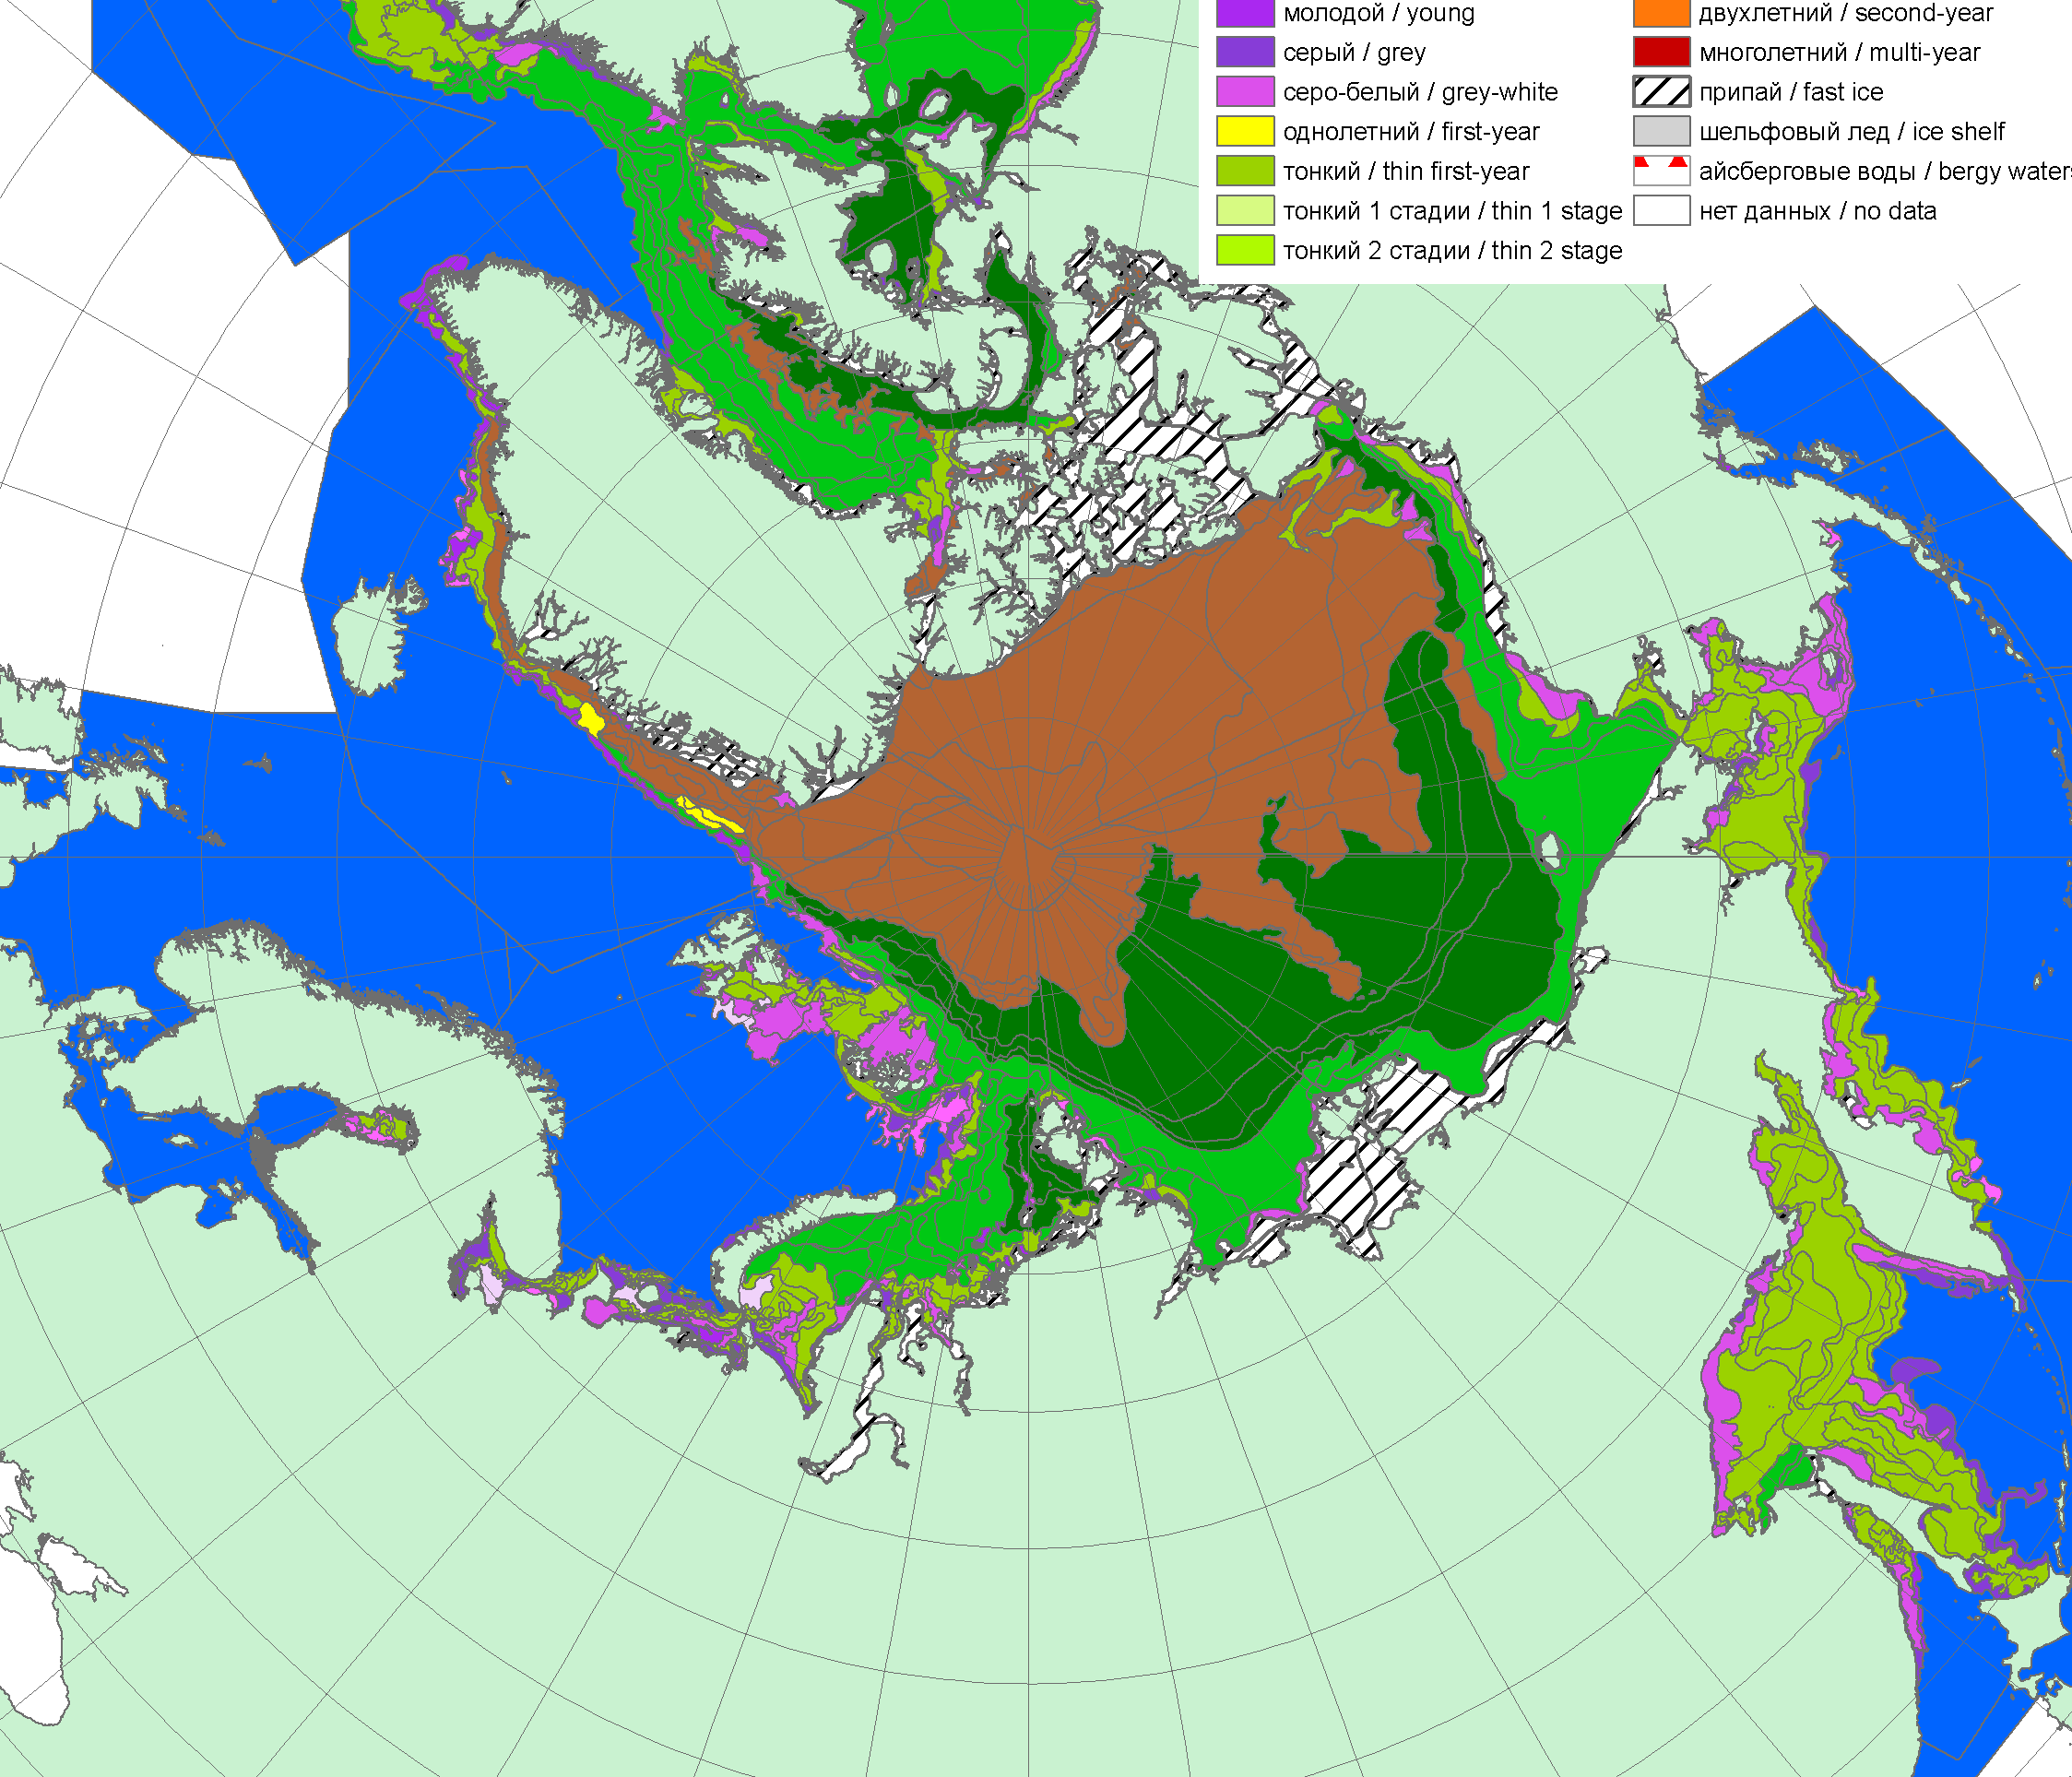 молодой / young
серый / grey
серо-белый / grey-white
однолетний / first-year
тонкий / thin first-year
тонкий 1 стадии / thin 1 stage
тонкий 2 стадии / thin 2 stage
двухлетний / second-year
многолетний / multi-year
припай / fast ice
шельфовый лед / ice shelf
айсберговые воды / bergy waters
нет данных / no data